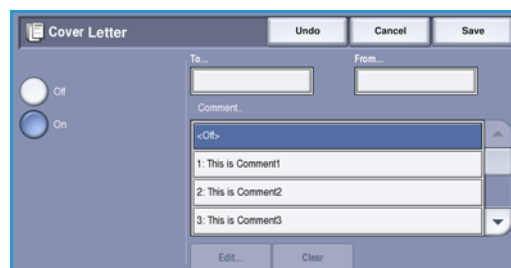 Cover Letter
Undo
Cancel
Save
To...
From...
Off
On
Comment..
<Off>
1: This is Comment1
2: This is Comment2
3: This is Comment3
Edit...
Clear